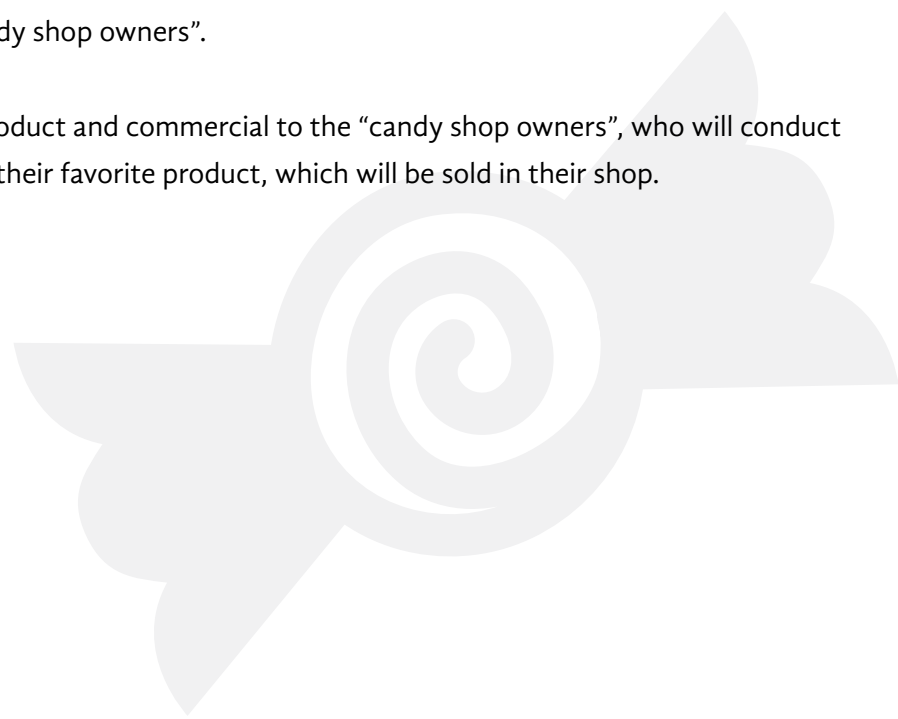 dy shop owners”.
oduct and commercial to the “candy shop owners”, who will conduct
their favorite product, which will be sold in their shop.